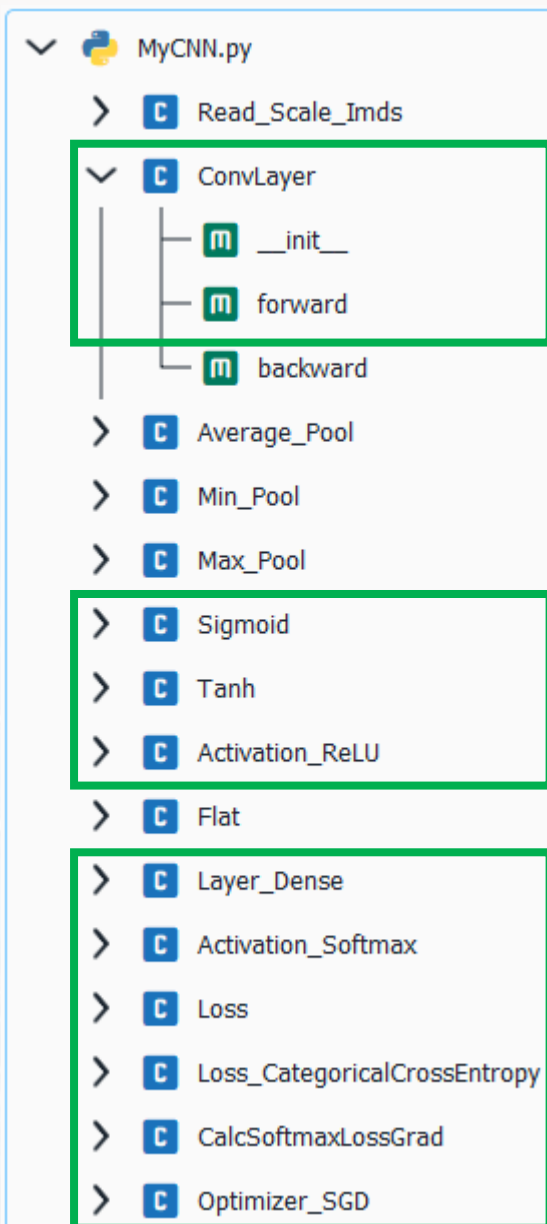 MyCNN.py
C Read_Scale_Imds
C ConvLayer
m __init__
m forward
m backward
C Average_Pool
C Min_Pool
C Max_Pool
C Sigmoid
C Tanh
C Activation_ReLU
C Flat
C Layer_Dense
C Activation_Softmax
C Loss
C Loss_CategoricalCrossEntropy
C CalcSoftmaxLossGrad
C Optimizer_SGD